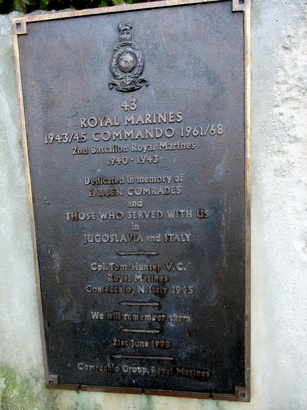 43
ROYAL MARINES
1943/45 COMMANDO 1961/68
2nd Battalion Royal Marines
1940-1943
Dedicated in memory of
FALLEN COMRADES
and
THOSE WHO SERVED WITH US
in
JUGOSLAVIA and ITALY
Cpl. Tom Hunter V.C.
Royal Marines
Comacchio, N. Italy 1945
We will remember them
21st June 1998
Comacchio Group, Royal Marines